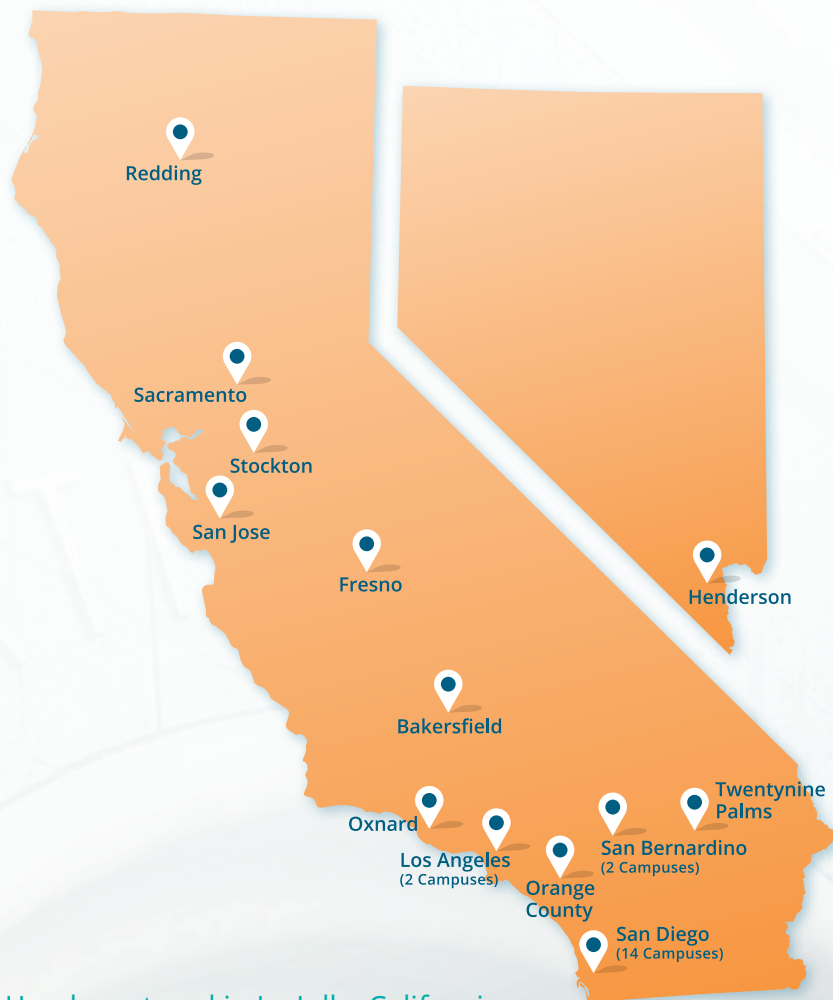 Redding
Sacramento
Stockton
San Jose
Fresno
Henderson
Bakersfield
Twentynine
Palms
Oxnard
Los Angeles
(2 Campuses)
San Bernardino
(2 Campuses)
Orange
County
San Diego
(14 Campuses)